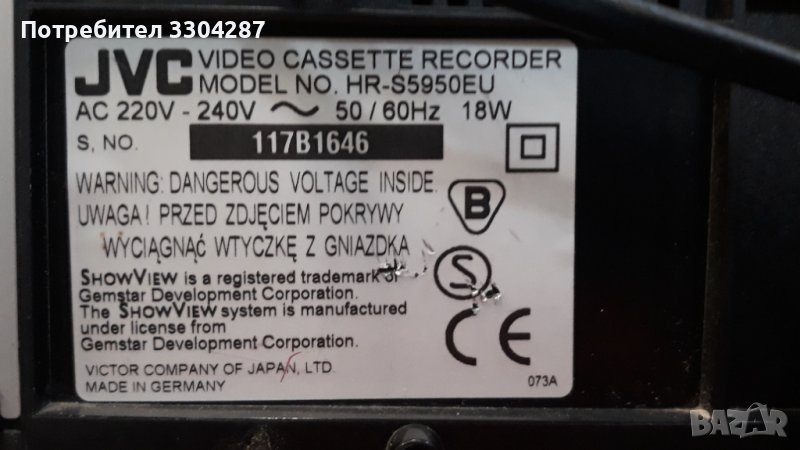 Потребител 3304287
JVC VIDEO CASSETTE RECORDER
MODEL NO. HR-S5950EU
AC 220V - 240V ~ 50 / 60Hz 18W
S. NO. 117B1646
WARNING: DANGEROUS VOLTAGE INSIDE.
UWAGA! PRZED ZDJĘCIEM POKRYWY
WYCIĄGNĄĆ WTYCZKĘ Z GNIAZDKA
B
S
SHOWVIEW is a registered trademark of
Gemstar Development Corporation.
The SHOWVIEW system is manufactured
under license from
Gemstar Development Corporation.
CE
VICTOR COMPANY OF JAPAN, LTD.
MADE IN GERMANY
073A
BAZAR